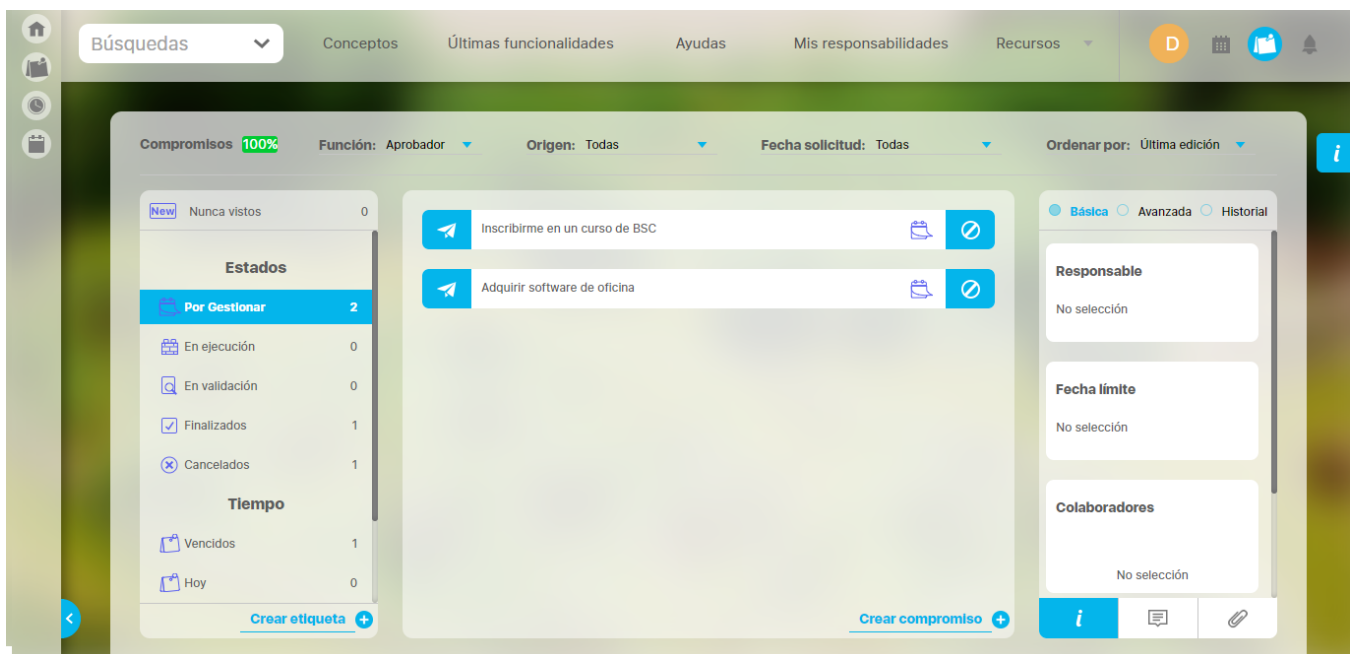 Búsquedas
Conceptos
Últimas funcionalidades
Ayudas
Mis responsabilidades
Recursos
D
Compromisos 100%
Función: Aprobador
Origen: Todas
Fecha solicitud: Todas
Ordenar por: Última edición
i
New Nunca vistos 0
Estados
Por Gestionar 2
En ejecución 0
En validación 0
Finalizados 1
Cancelados 1
Tiempo
Vencidos 1
Hoy 0
Crear etiqueta
Inscribirme en un curso de BSC
Adquirir software de oficina
Crear compromiso
Básica Avanzada Historial
Responsable
No selección
Fecha límite
No selección
Colaboradores
No selección
i